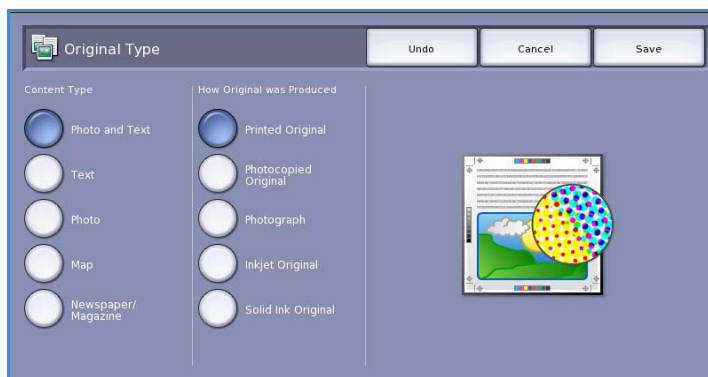 Original Type
Undo
Cancel
Save
Content Type
Photo and Text
Text
Photo
Map
Newspaper/
Magazine
How Original was Produced
Printed Original
Photocopied
Original
Photograph
Inkjet Original
Solid Ink Original